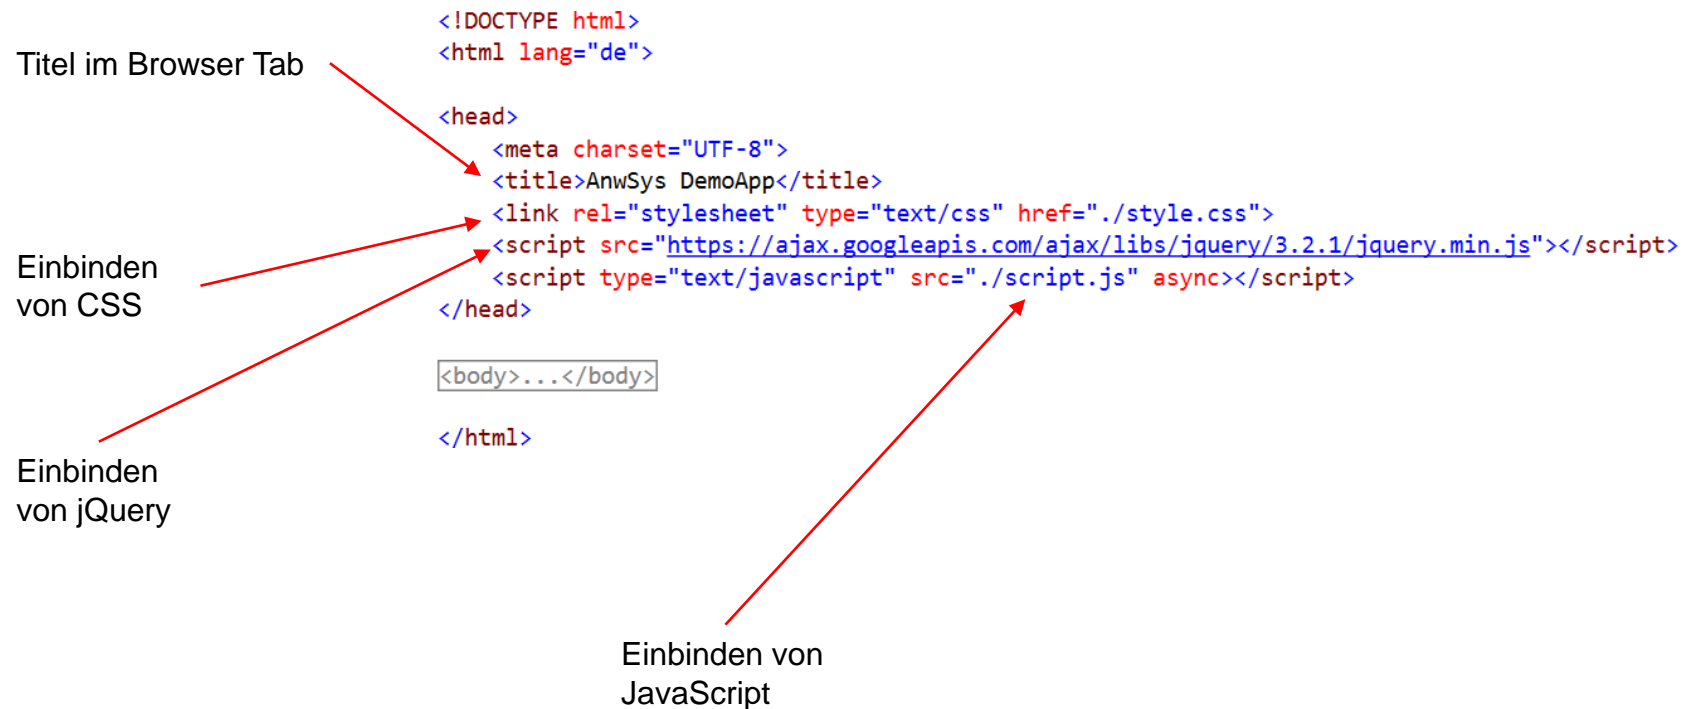 <!DOCTYPE html>
<html lang="de">
Titel im Browser Tab
<head>
<meta charset="UTF-8">
<title>AnwSys DemoApp</title>
<link rel="stylesheet" type="text/css" href="./style.css">
<script src="https://ajax.googleapis.com/ajax/libs/jquery/3.2.1/jquery.min.js"></script>
<script type="text/javascript" src="./script.js" async></script>
</head>
Einbinden
von CSS
<body>...</body>
</html>
Einbinden
von jQuery
Einbinden von
JavaScript